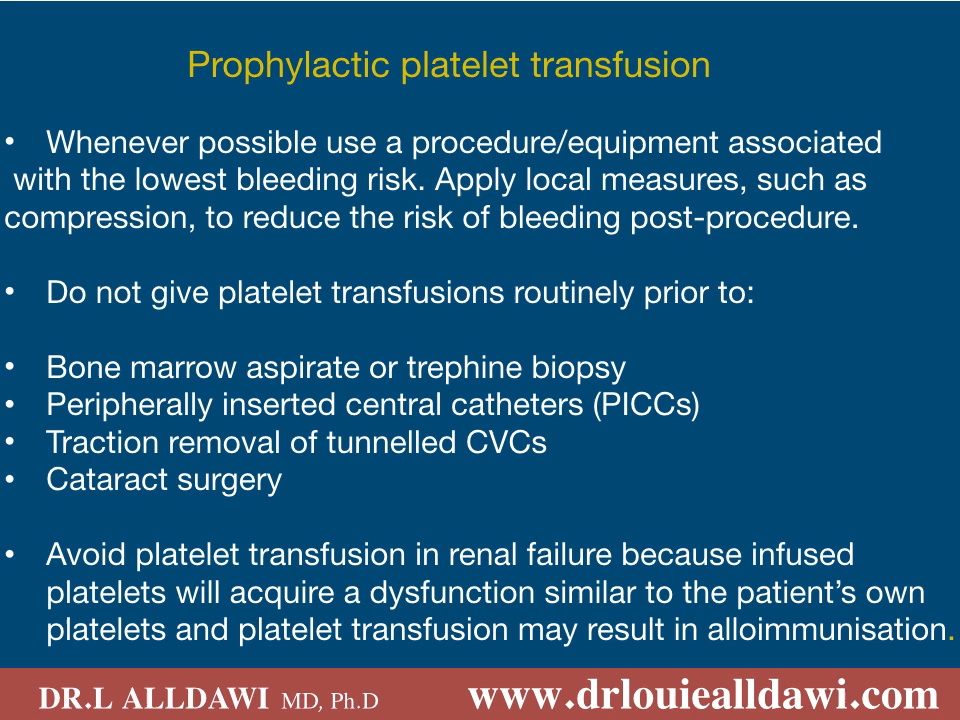 Prophylactic platelet transfusion
• Whenever possible use a procedure/equipment associated
with the lowest bleeding risk. Apply local measures, such as
compression, to reduce the risk of bleeding post-procedure.
• Do not give platelet transfusions routinely prior to:
• Bone marrow aspirate or trephine biopsy
• Peripherally inserted central catheters (PICCs)
• Traction removal of tunnelled CVCs
• Cataract surgery
• Avoid platelet transfusion in renal failure because infused
platelets will acquire a dysfunction similar to the patient’s own
platelets and platelet transfusion may result in alloimmunisation.
DR.L ALLDAWI MD, Ph.D www.drlouiealldawi.com